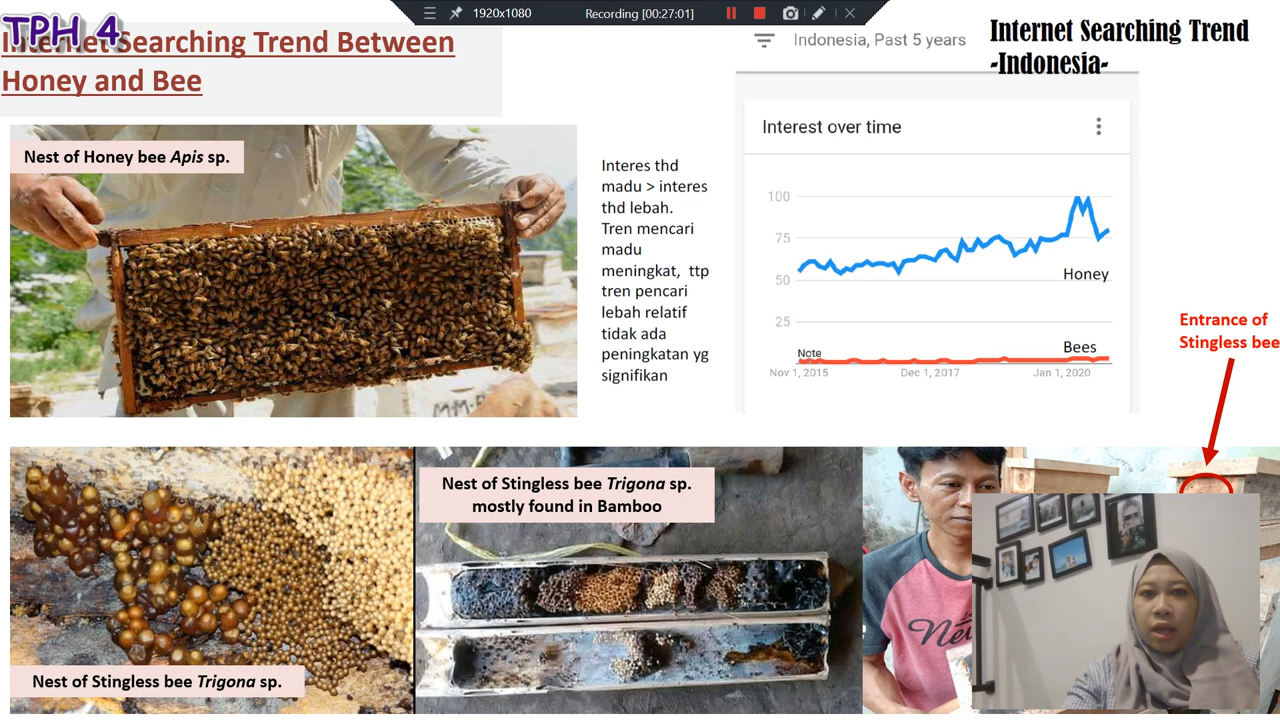 1920x1080
Recording [00:27:01]
TPH 4
Internet Searching Trend Between
Honey and Bee
Indonesia, Past 5 years
Internet Searching Trend
-Indonesia-
Nest of Honey bee Apis sp.
Interes thd
madu > interes
thd lebah.
Tren mencari
madu
meningkat, ttp
tren pencari
lebah relatif
tidak ada
peningkatan yg
signifikan
Interest over time
100
75
50
25
Honey
Bees
Note
Nov 1, 2015
Dec 1, 2017
Jan 1, 2020
Entrance of
Stingless bee
Nest of Stingless bee Trigona sp.
mostly found in Bamboo
Nest of Stingless bee Trigona sp.